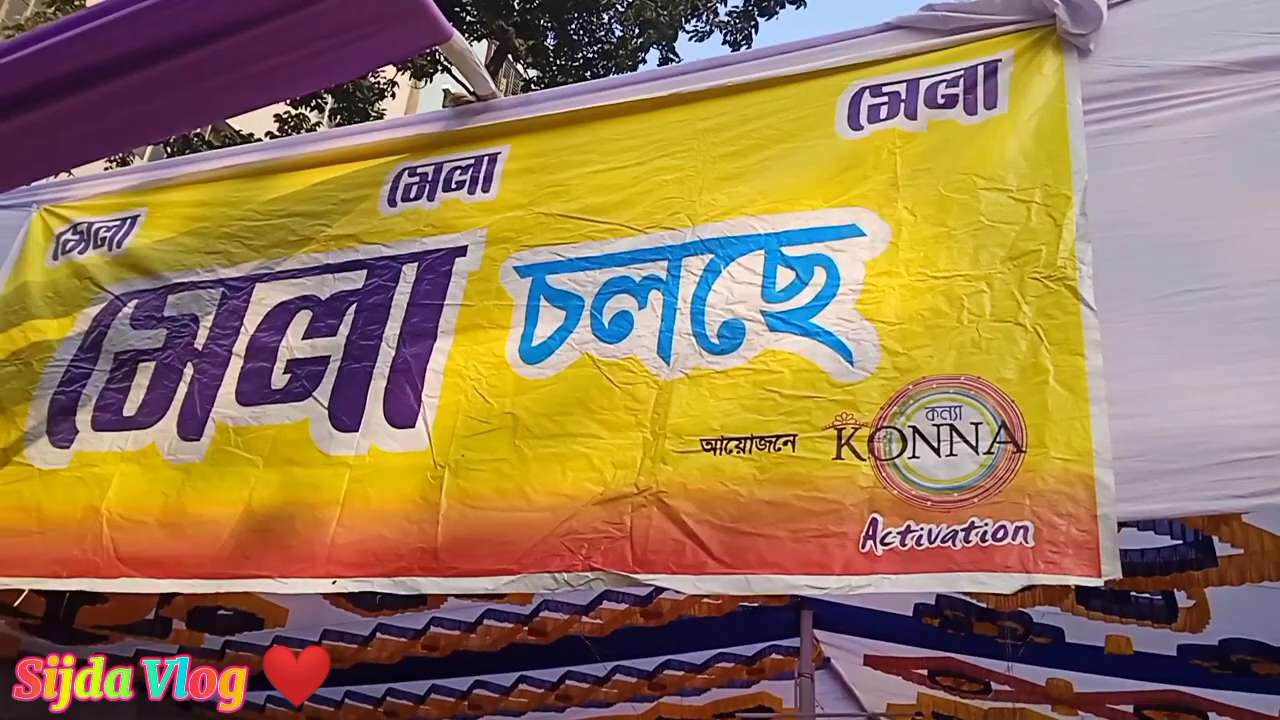 মেলা মেলা মেলা
মেলা চলছে
আয়োজনে
কন্যা
KONNA
Activation
Sijda Vlog